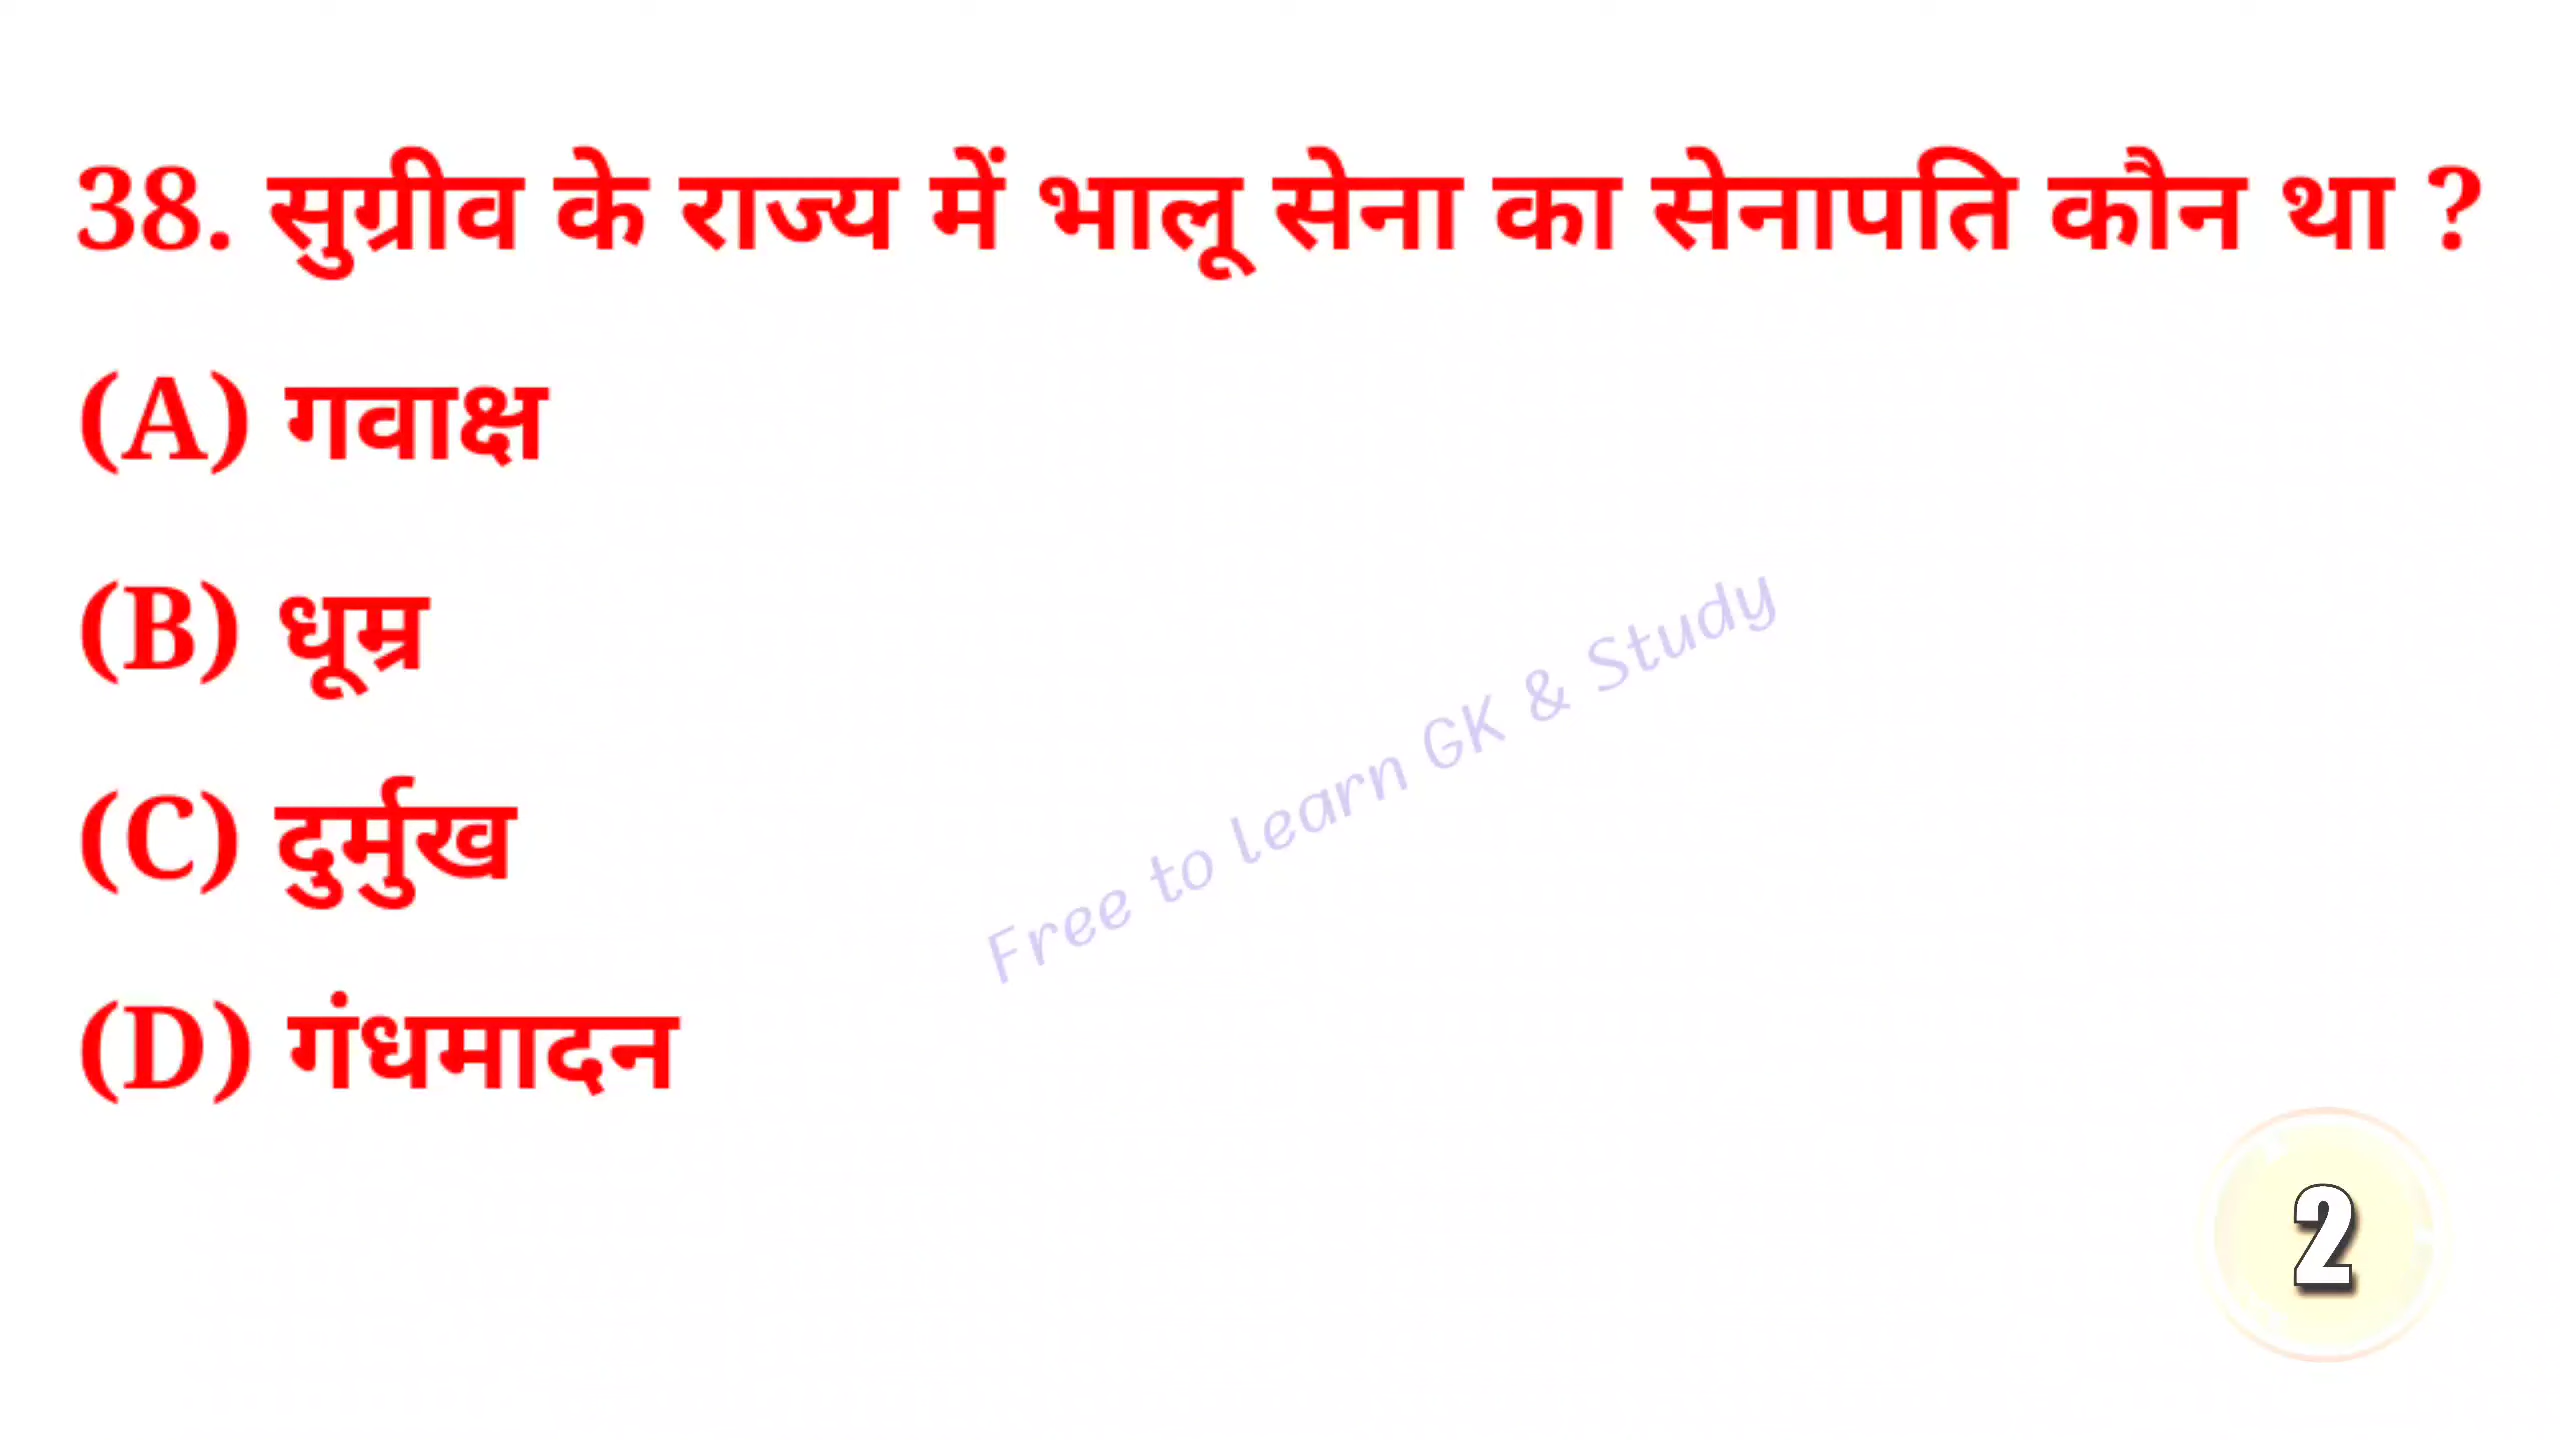 38. सुग्रीव के राज्य में भालू सेना का सेनापति कौन था ?
(A) गवाक्ष
(B) धूम्र
(C) दुर्मुख
(D) गंधमादन
Free to learn GK & Study
2